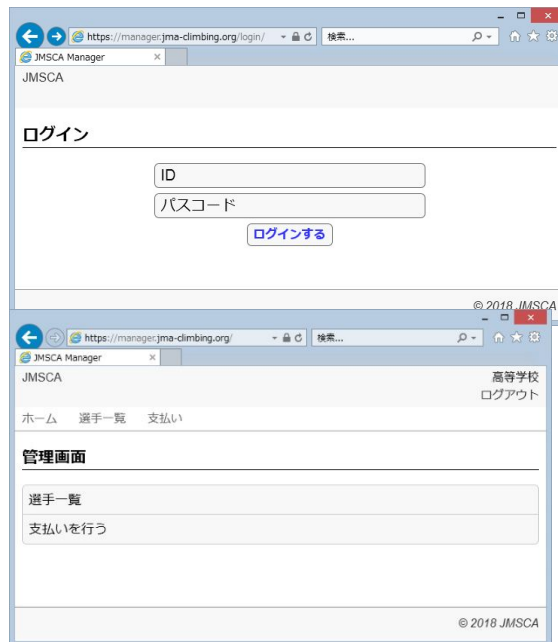 https://manager.jma-climbing.org/login/
検索...
JMSCA Manager
JMSCA
ログイン
ID
パスコード
ログインする
© 2018 JMSCA
https://manager.jma-climbing.org/
検索...
JMSCA Manager
JMSCA
高等学校
ログアウト
ホーム 選手一覧 支払い
管理画面
選手一覧
支払いを行う
© 2018 JMSCA